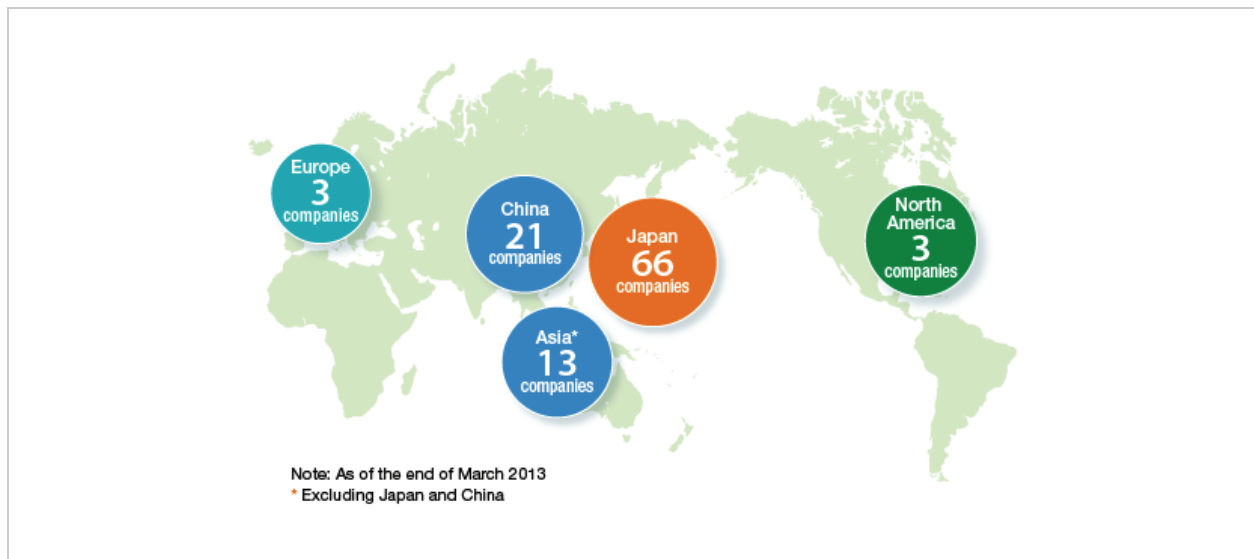 Europe
3
companies
China
21
companies
Japan
66
companies
North
America
3
companies
Asia*
13
companies
Note: As of the end of March 2013
* Excluding Japan and China